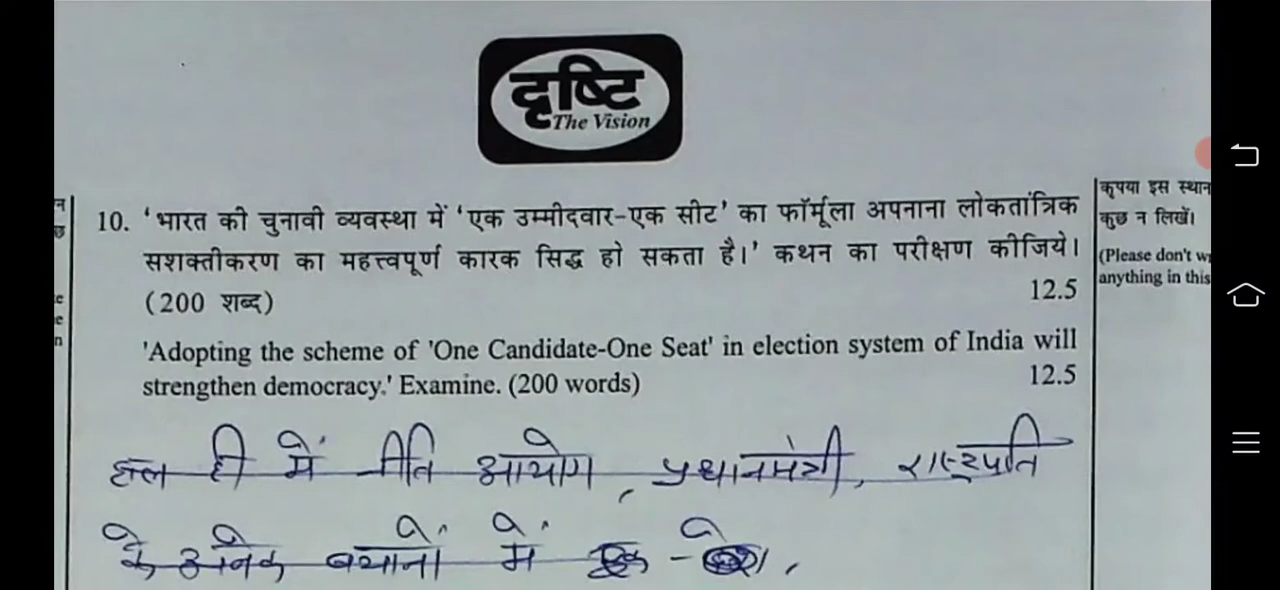 दृष्टि
The Vision
कृपया इस स्थान
कुछ न लिखें।
(Please don't
anything in this
10. 'भारत की चुनावी व्यवस्था में 'एक उम्मीदवार-एक सीट' का फॉर्मूला अपनाना लोकतांत्रिक
सशक्तीकरण का महत्त्वपूर्ण कारक सिद्ध हो सकता है।' कथन का परीक्षण कीजिये।
(200 शब्द) 12.5
'Adopting the scheme of 'One Candidate-One Seat' in election system of India will
strengthen democracy.' Examine. (200 words) 12.5
हाल ही में नीति आयोग, प्रधानमंत्री, राष्ट्रपति
के अनेक बयानों में